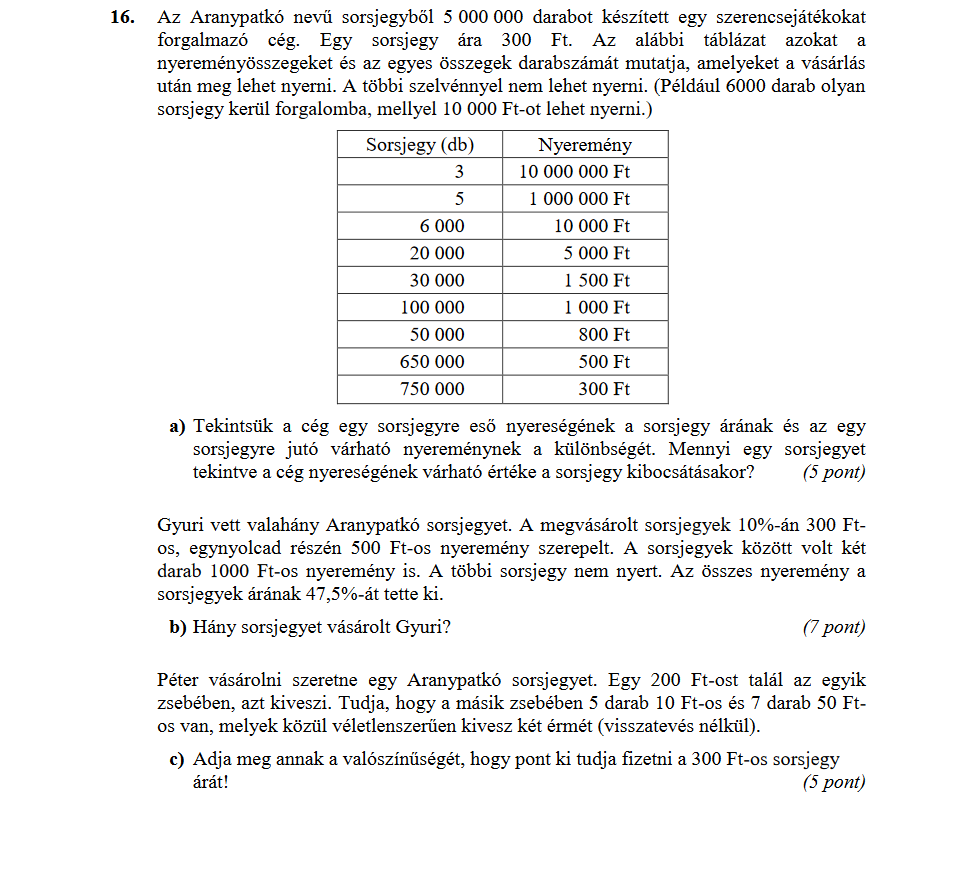 16. Az Aranypatkó nevű sorsjegyből 5 000 000 darabot készített egy szerencsejátékokat
forgalmazó cég. Egy sorsjegy ára 300 Ft. Az alábbi táblázat azokat a
nyereményösszegeket és az egyes összegek darabszámát mutatja, amelyeket a vásárlás
után meg lehet nyerni. A többi szelvénnyel nem lehet nyerni. (Például 6000 darab olyan
sorsjegy kerül forgalomba, mellyel 10 000 Ft-ot lehet nyerni.)
Sorsjegy (db) Nyeremény
3 10 000 000 Ft
5 1 000 000 Ft
6 000 10 000 Ft
20 000 5 000 Ft
30 000 1 500 Ft
100 000 1 000 Ft
50 000 800 Ft
650 000 500 Ft
750 000 300 Ft
a) Tekintsük a cég egy sorsjegyre eső nyereségének a sorsjegy árának és az egy
sorsjegyre jutó várható nyereménynek a különbségét. Mennyi egy sorsjegyet
tekintve a cég nyereségének várható értéke a sorsjegy kibocsátásakor? (5 pont)
Gyuri vett valahány Aranypatkó sorsjegyet. A megvásárolt sorsjegyek 10%-án 300 Ft-
os, egynyolcad részén 500 Ft-os nyeremény szerepelt. A sorsjegyek között volt két
darab 1000 Ft-os nyeremény is. A többi sorsjegy nem nyert. Az összes nyeremény a
sorsjegyek árának 47,5%-át tette ki.
b) Hány sorsjegyet vásárolt Gyuri? (7 pont)
Péter vásárolni szeretne egy Aranypatkó sorsjegyet. Egy 200 Ft-ost talál az egyik
zsebében, azt kiveszi. Tudja, hogy a másik zsebében 5 darab 10 Ft-os és 7 darab 50 Ft-
os van, melyek közül véletlenszerűen kivesz két érmét (visszatevés nélkül).
c) Adja meg annak a valószínűségét, hogy pont ki tudja fizetni a 300 Ft-os sorsjegy
árát! (5 pont)